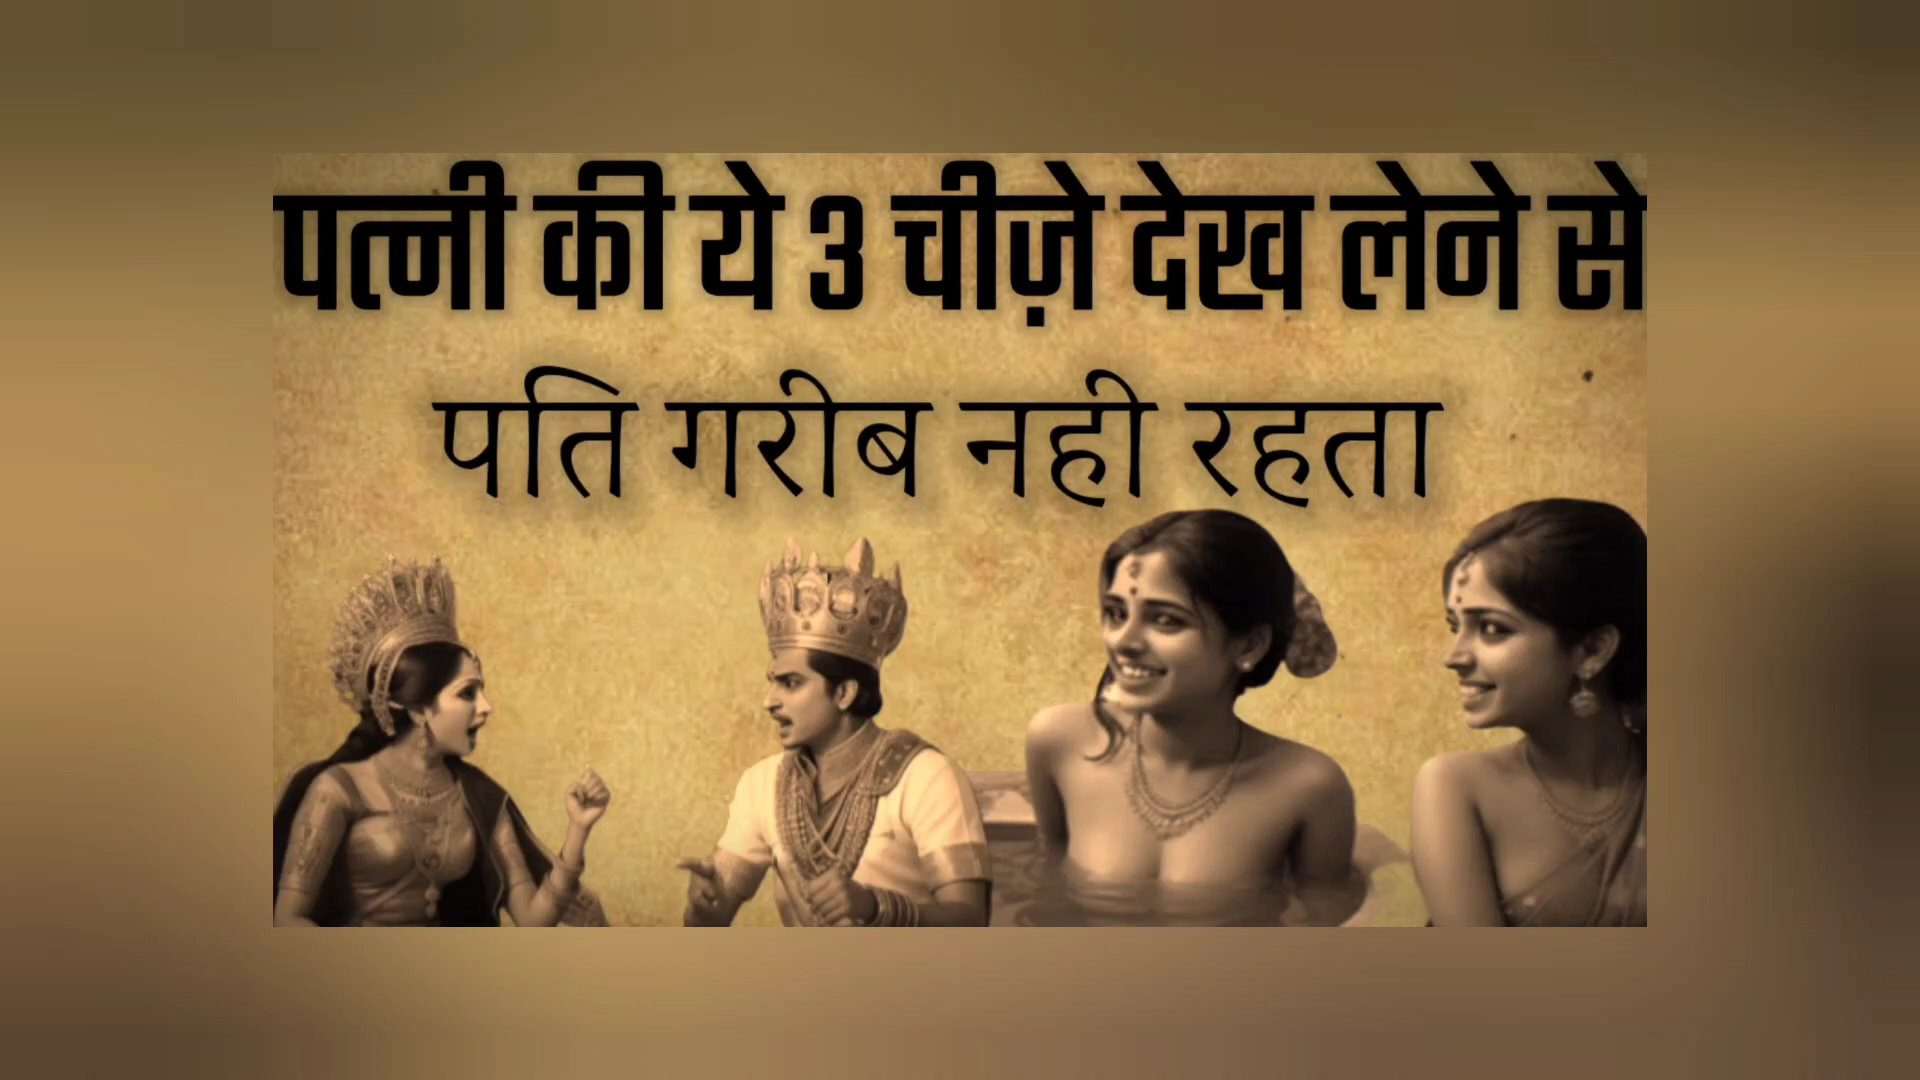 पत्नी की ये 3 चीज़े देख लेने से
पति गरीब नही रहता